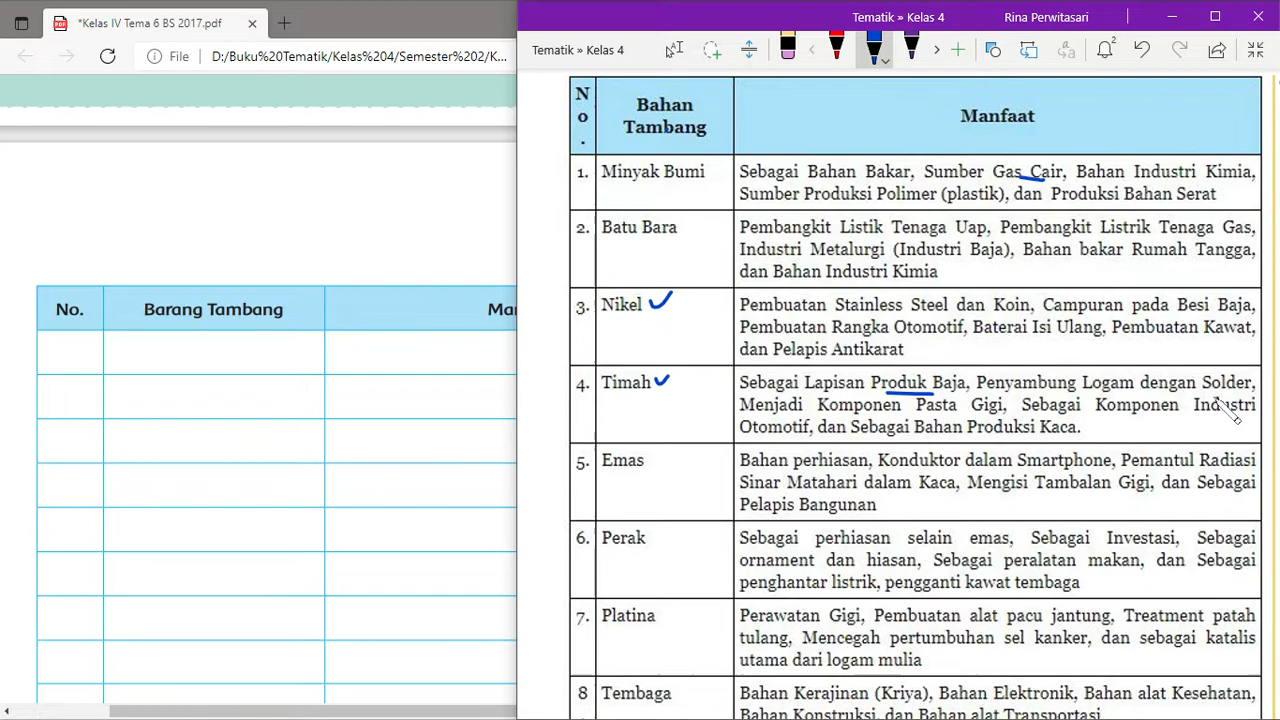 *Kelas IV Tema 6 BS 2017.pdf
File
D:/Buku%20Tematik,Kelas%204/Semester%202/K...
No.
Barang Tambang
Tematik » Kelas 4
Rina Perwitasari
Tematik » Kelas 4
No.
Bahan Tambang
Manfaat
1.
Minyak Bumi
Sebagai Bahan Bakar, Sumber Gas Cair, Bahan Industri Kimia,
Sumber Produksi Polimer (plastik), dan Produksi Bahan Serat
2.
Batu Bara
Pembangkit Listik Tenaga Uap, Pembangkit Listrik Tenaga Gas,
Industri Metalurgi (Industri Baja), Bahan bakar Rumah Tangga,
dan Bahan Industri Kimia
3.
Nikel
Pembuatan Stainless Steel dan Koin, Campuran pada Besi Baja,
Pembuatan Rangka Otomotif, Baterai Isi Ulang, Pembuatan Kawat,
dan Pelapis Antikarat
4.
Timah
Sebagai Lapisan Produk Baja, Penyambung Logam dengan Solder,
Menjadi Komponen Pasta Gigi, Sebagai Komponen Industri
Otomotif, dan Sebagai Bahan Produksi Kaca.
5.
Emas
Bahan perhiasan, Konduktor dalam Smartphone, Pemantul Radiasi
Sinar Matahari dalam Kaca, Mengisi Tambalan Gigi, dan Sebagai
Pelapis Bangunan
6.
Perak
Sebagai perhiasan selain emas, Sebagai Investasi, Sebagai
ornament dan hiasan, Sebagai peralatan makan, dan Sebagai
penghantar listrik, pengganti kawat tembaga
7.
Platina
Perawatan Gigi, Pembuatan alat pacu jantung, Treatment patah
tulang, Mencegah pertumbuhan sel kanker, dan sebagai katalis
utama dari logam mulia
8
Tembaga
Bahan Kerajinan (Kriya), Bahan Elektronik, Bahan alat Kesehatan,
Bahan Konstruksi, dan Bahan alat Transportasi